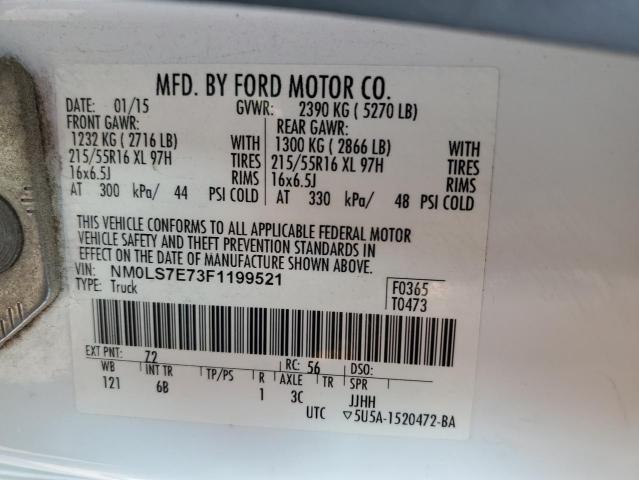 MFD. BY FORD MOTOR CO.
DATE: 01/15 GVWR: 2390 KG ( 5270 LB)
FRONT GAWR: REAR GAWR:
1232 KG ( 2716 LB) WITH 1300 KG ( 2866 LB) WITH
215/55R16 XL 97H TIRES 215/55R16 XL 97H TIRES
16x6.5J RIMS 16x6.5J RIMS
AT 300 kPa/ 44 PSI COLD AT 330 kPa/ 48 PSI COLD
THIS VEHICLE CONFORMS TO ALL APPLICABLE FEDERAL MOTOR
VEHICLE SAFETY AND THEFT PREVENTION STANDARDS IN
EFFECT ON THE DATE OF MANUFACTURE SHOWN ABOVE.
VIN: NM0LS7E73F1199521 F0365
TYPE: Truck T0473
EXT PNT: 72 RC: 56 DSO:
WB INT TR TP/PS R AXLE TR SPR
121 6B 1 3C JJHH
UTC ▽5U5A-1520472-BA